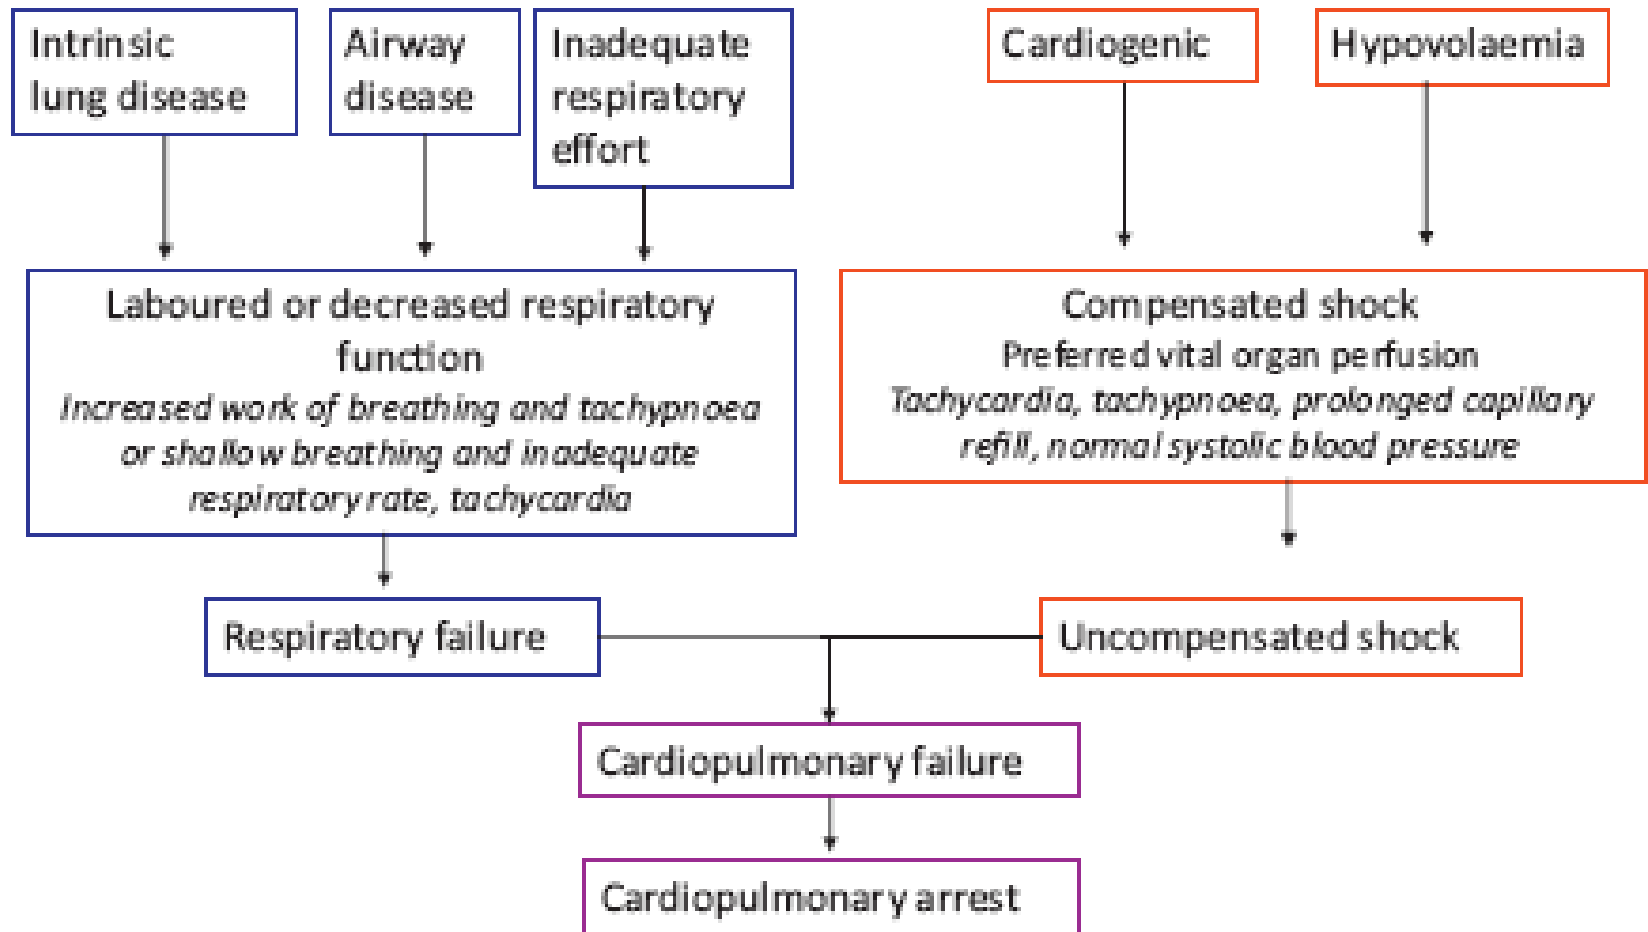 Intrinsic
lung disease
Airway
disease
Inadequate
respiratory
effort
Cardiogenic
Hypovolaemia
Laboured or decreased respiratory
function
Increased work of breathing and tachypnoea
or shallow breathing and inadequate
respiratory rate, tachycardia
Compensated shock
Preferred vital organ perfusion
Tachycardia, tachypnoea, prolonged capillary
refill, normal systolic blood pressure
Respiratory failure
Uncompensated shock
Cardiopulmonary failure
Cardiopulmonary arrest